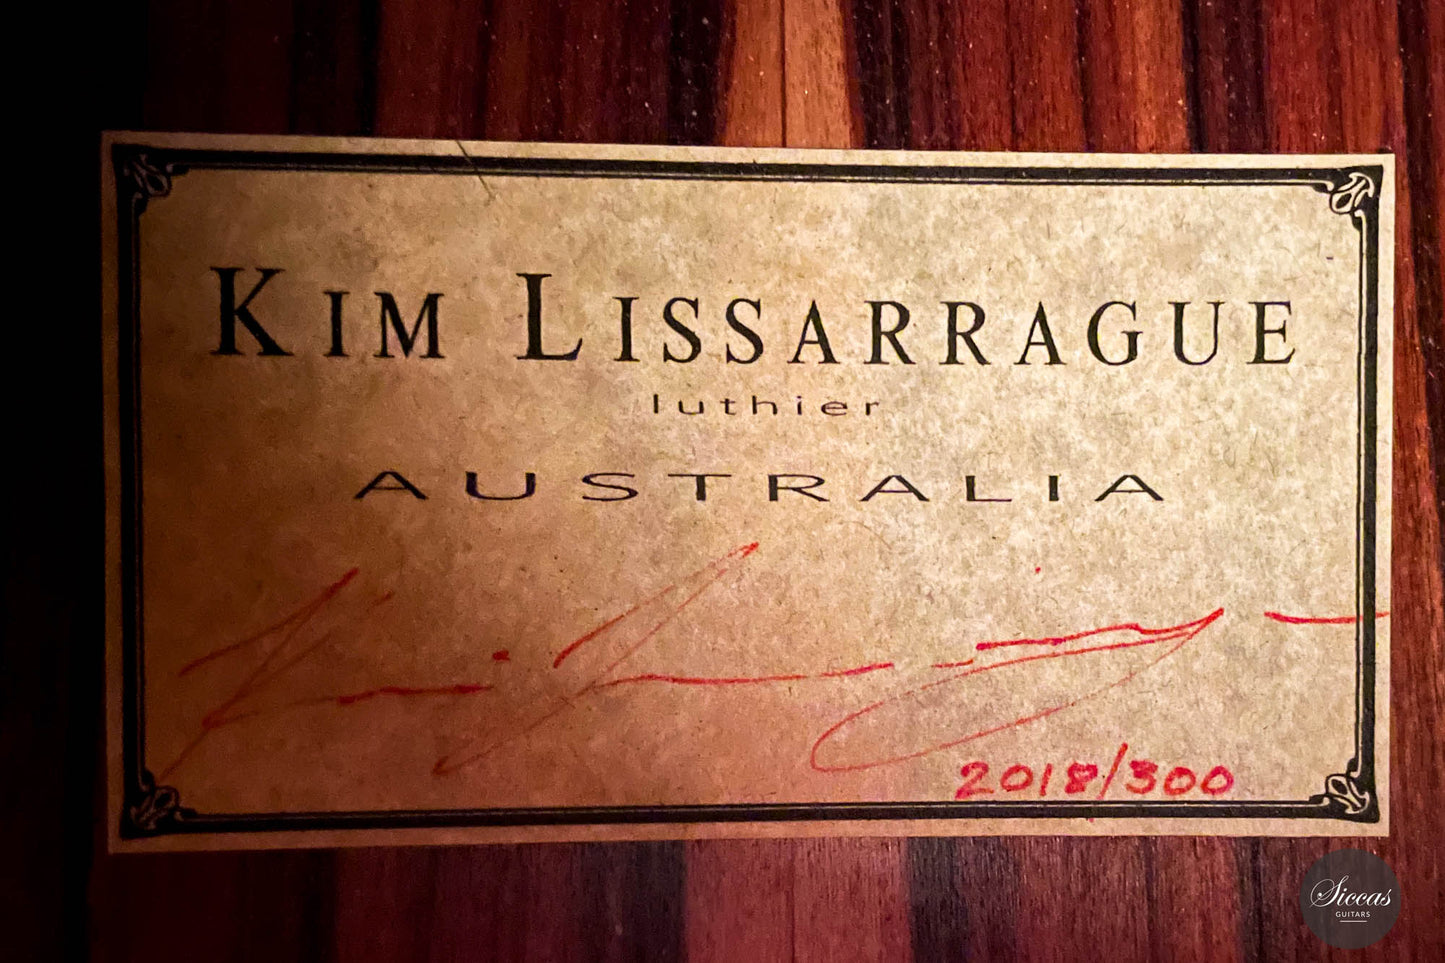 KIM LISSARRAGUE
luthier
AUSTRALIA
2018/300
Siccas
GUITARS